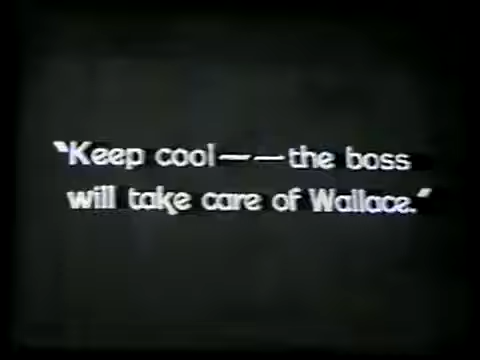 "Keep cool——the boss
will take care of Wallace."